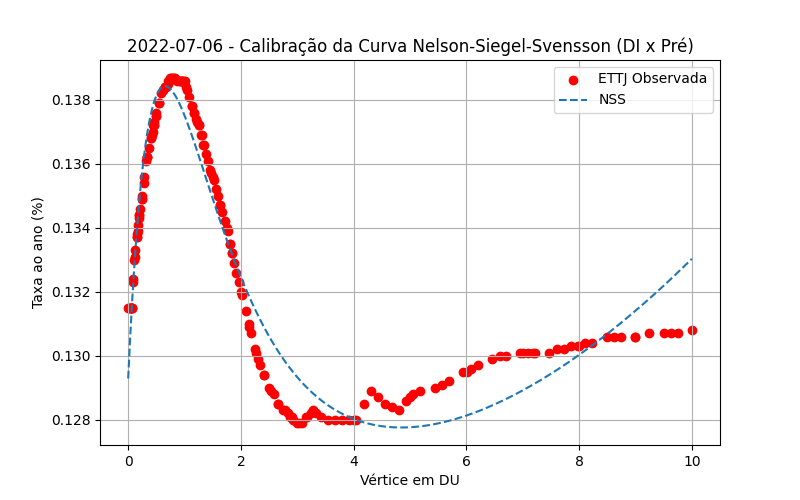 2022-07-06 - Calibração da Curva Nelson-Siegel-Svensson (DI x Pré)
ETTJ Observada
NSS
Taxa ao ano (%)
0.138
0.136
0.134
0.132
0.130
0.128
0 2 4 6 8 10
Vértice em DU